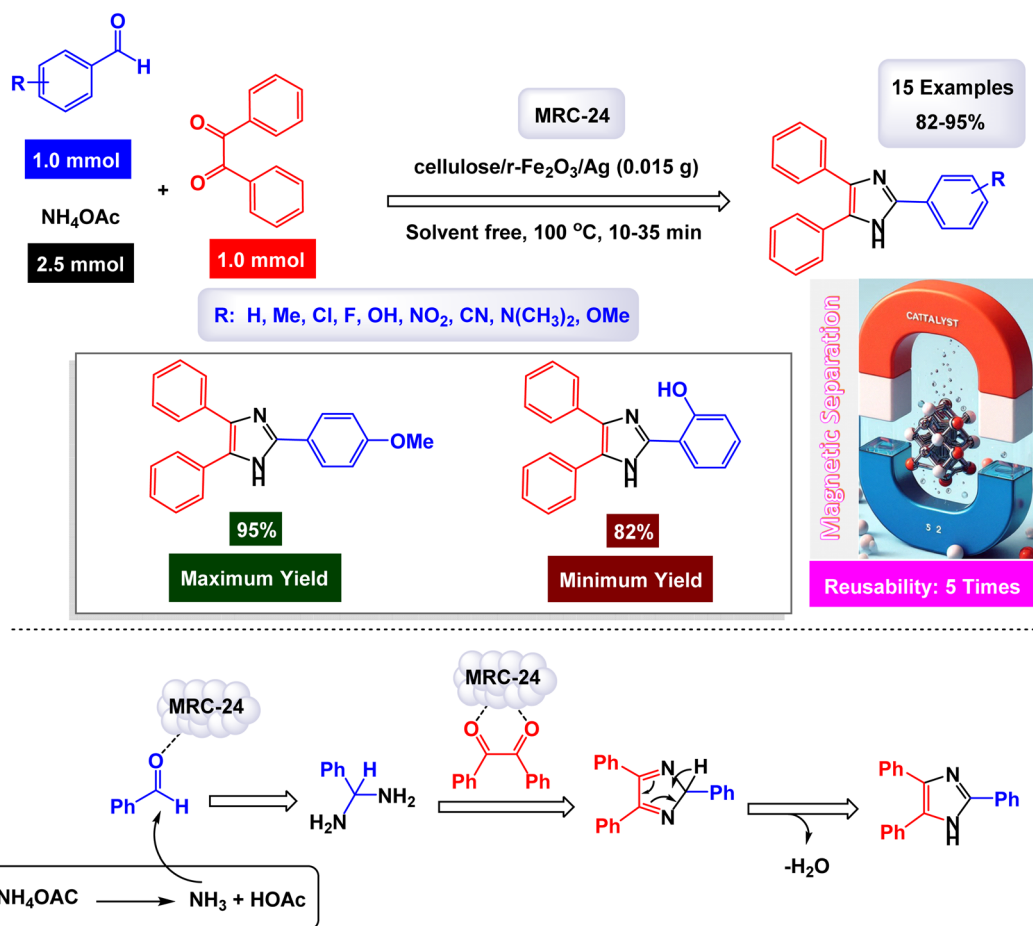 O
H
R
1.0 mmol
NH₄OAc
2.5 mmol
+
O
O
1.0 mmol
MRC-24
cellulose/r-Fe₂O₃/Ag (0.015 g)
Solvent free, 100 °C, 10-35 min
15 Examples
82-95%
N
N
H
R
R: H, Me, Cl, F, OH, NO₂, CN, N(CH₃)₂, OMe
N
N
H
OMe
95%
Maximum Yield
HO
N
N
H
82%
Minimum Yield
Magnetic Separation
CATTALYST
5 2
Reusability: 5 Times
MRC-24
O
Ph
H
NH₄OAC
NH₃ + HOAc
Ph
H
NH₂
H₂N
MRC-24
O
O
Ph
Ph
Ph
N
H
Ph
N
Ph
-H₂O
Ph
N
Ph
Ph
N
H